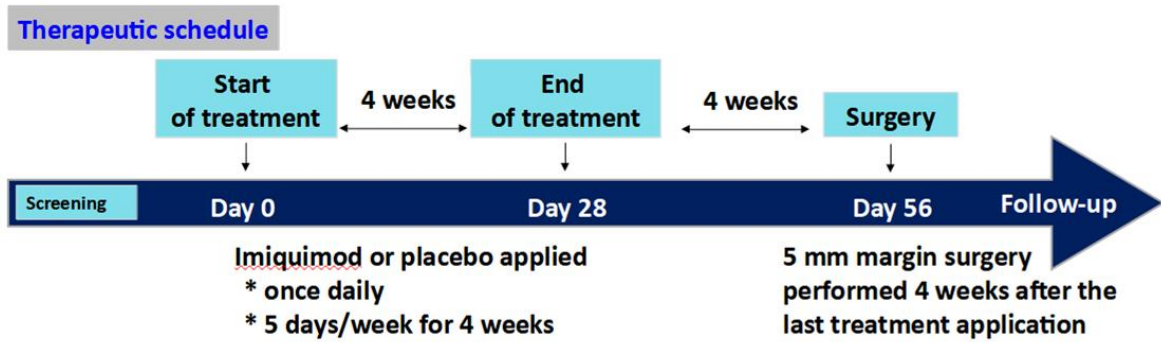 Therapeutic schedule
Start
of treatment
4 weeks
End
of treatment
4 weeks
Surgery
Screening
Day 0
Day 28
Day 56
Follow-up
Imiquimod or placebo applied
* once daily
* 5 days/week for 4 weeks
5 mm margin surgery
performed 4 weeks after the
last treatment application